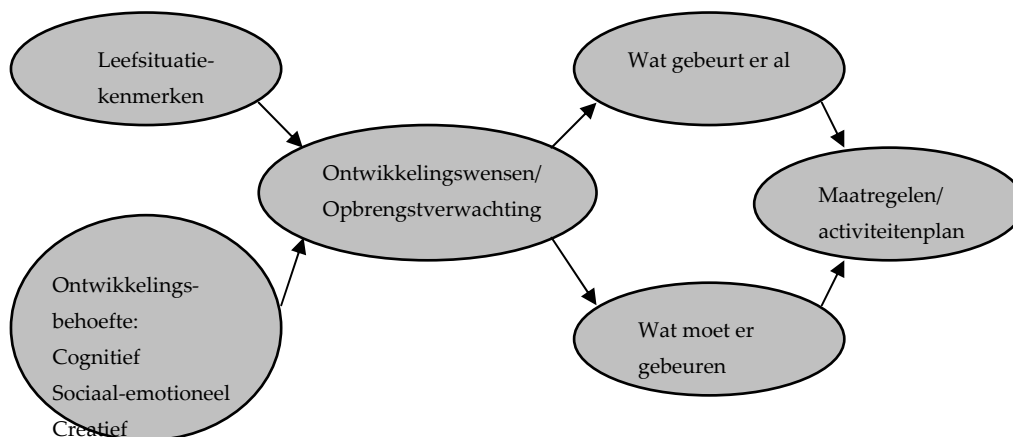 Leefsituatie-
kenmerken
Ontwikkelings-
behoefte:
Cognitief
Sociaal-emotioneel
Creatief
Ontwikkelingswensen/
Opbrengstverwachting
Wat gebeurt er al
Wat moet er
gebeuren
Maatregelen/
activiteitenplan